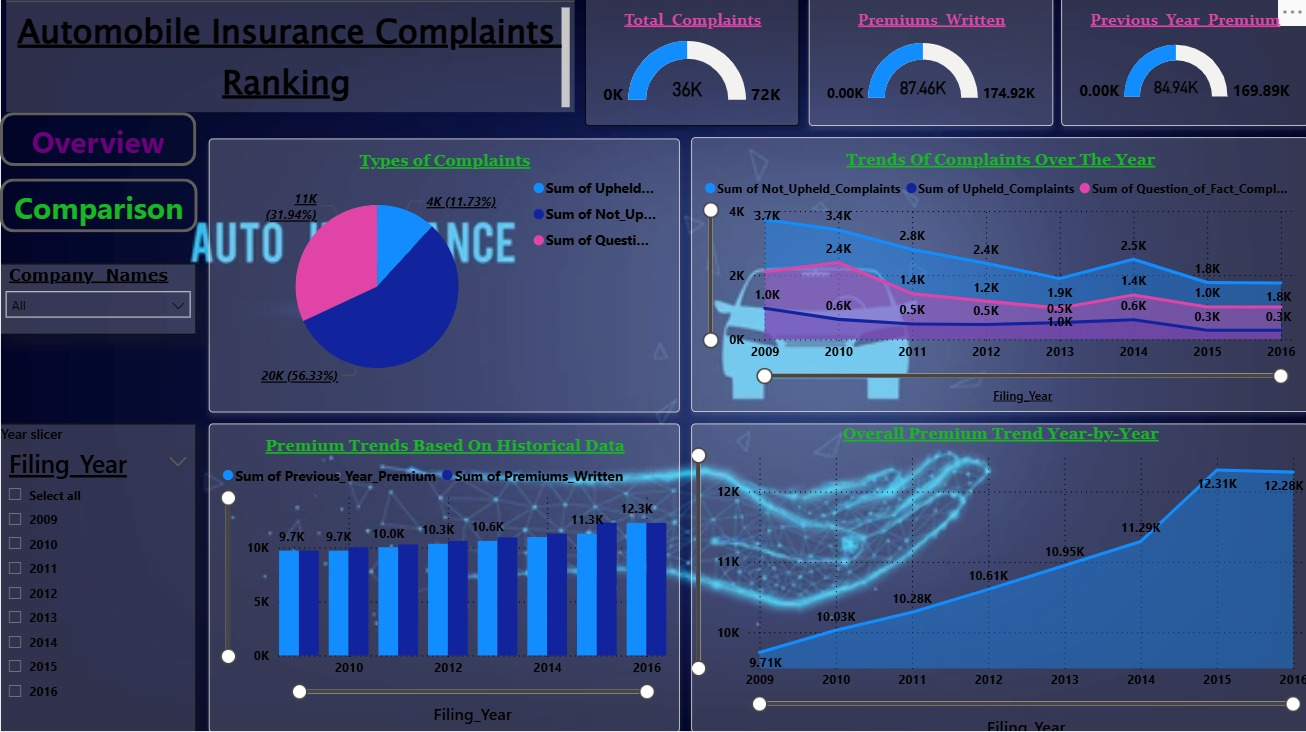 Automobile Insurance Complaints
Ranking
Total_Complaints
0K 36K 72K
Premiums_Written
0.00K 87.46K 174.92K
Previous_Year_Premium
0.00K 84.94K 169.89K
Overview
Comparison
Company_Names
All
Year slicer
Filing_Year
Select all
2009
2010
2011
2012
2013
2014
2015
2016
Types of Complaints
Sum of Upheld...
Sum of Not_Up...
Sum of Questi...
11K
(31.94%)
4K (11.73%)
20K (56.33%)
AUTO
Trends Of Complaints Over The Year
Sum of Not_Upheld_Complaints Sum of Upheld_Complaints Sum of Question_of_Fact_Compl...
4K
2K
0K
3.7K 3.4K 2.8K 2.4K 1.9K 2.5K 1.8K 1.8K
2.4K 1.4K 1.2K 1.0K 1.4K 1.0K
1.0K 0.6K 0.5K 0.5K 0.5K 0.6K 0.3K 0.3K
2009 2010 2011 2012 2013 2014 2015 2016
Filing_Year
Premium Trends Based On Historical Data
Sum of Previous_Year_Premium Sum of Premiums_Written
10K
5K
0K
9.7K 9.7K 10.0K 10.3K 10.6K 11.3K 12.3K
2010 2012 2014 2016
Filing_Year
Overall Premium Trend Year-by-Year
12K
11K
10K
9.71K 10.03K 10.28K 10.61K 10.95K 11.29K 12.31K 12.28K
2009 2010 2011 2012 2013 2014 2015 2016
Filing_Year